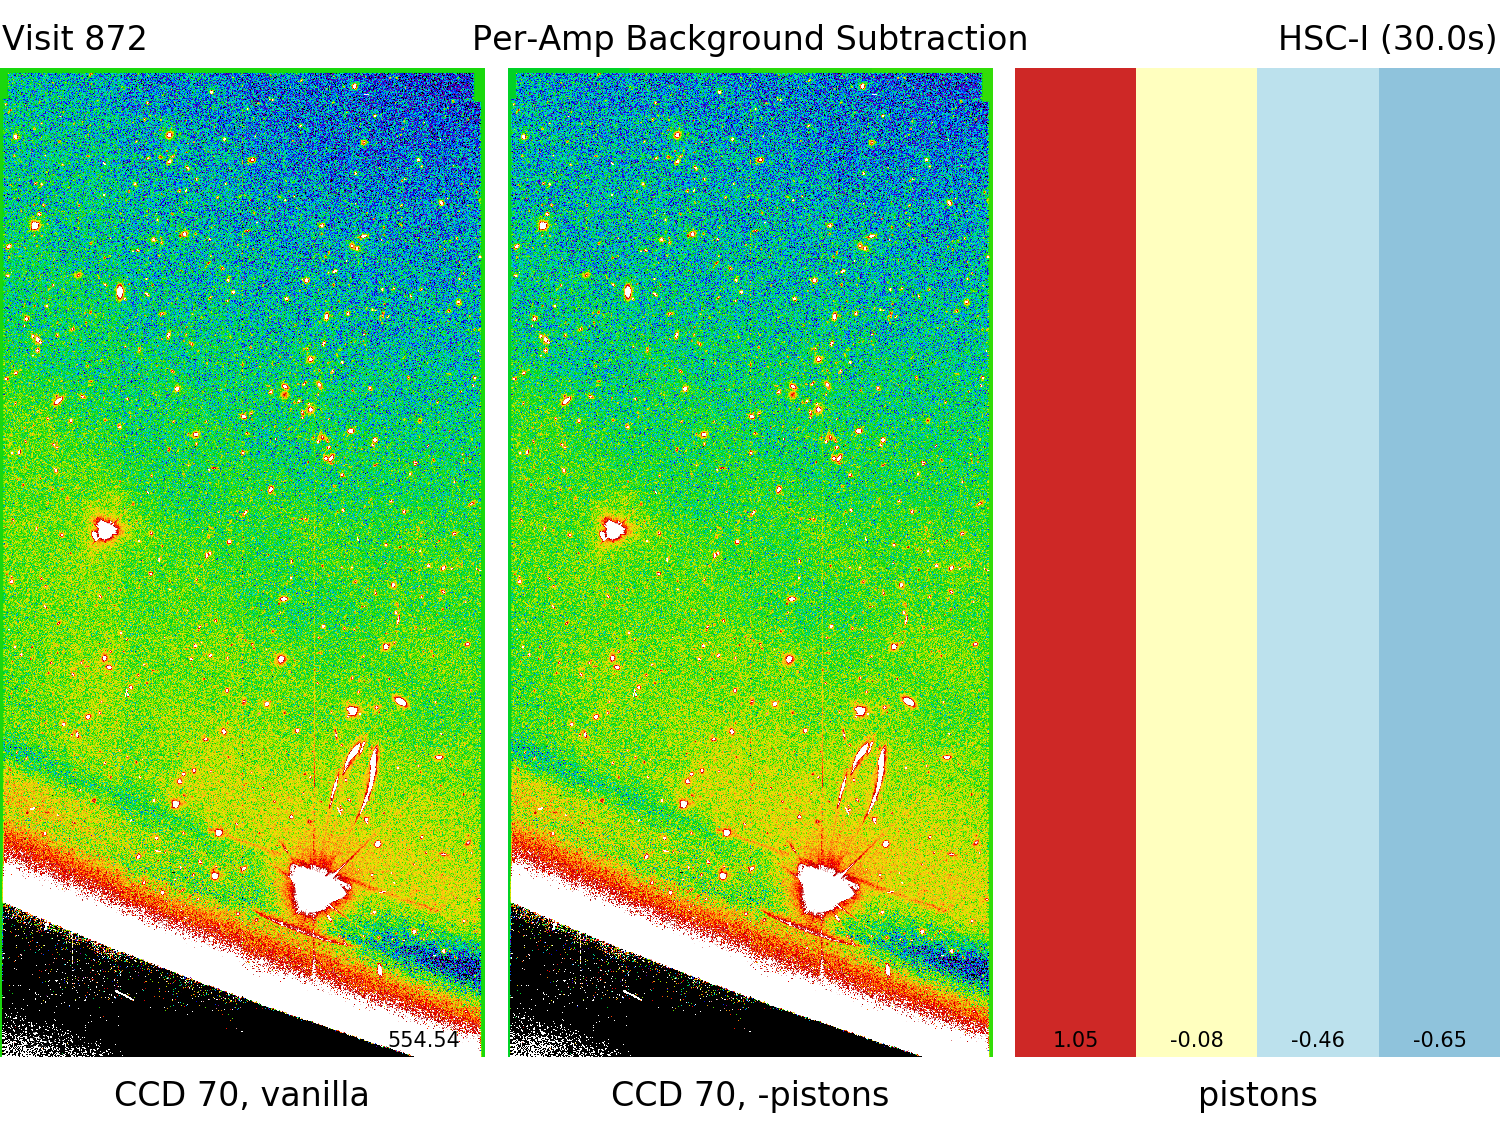 Visit 872
Per-Amp Background Subtraction
HSC-I (30.0s)
554.54
1.05
-0.08
-0.46
-0.65
CCD 70, vanilla
CCD 70, -pistons
pistons